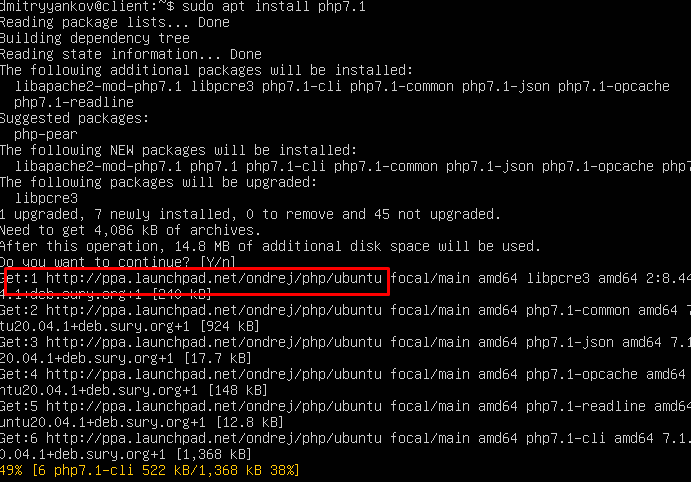 dmitryyankov@client:~$ sudo apt install php7.1
Reading package lists... Done
Building dependency tree
Reading state information... Done
The following additional packages will be installed:
  libapache2-mod-php7.1 libpcre3 php7.1-cli php7.1-common php7.1-json php7.1-opcache
  php7.1-readline
Suggested packages:
  php-pear
The following NEW packages will be installed:
  libapache2-mod-php7.1 php7.1 php7.1-cli php7.1-common php7.1-json php7.1-opcache php7
The following packages will be upgraded:
  libpcre3
1 upgraded, 7 newly installed, 0 to remove and 45 not upgraded.
Need to get 4,086 kB of archives.
After this operation, 14.8 MB of additional disk space will be used.
Do you want to continue? [Y/n]
Get:1 http://ppa.launchpad.net/ondrej/php/ubuntu focal/main amd64 libpcre3 amd64 2:8.44
4.1+deb.sury.org+1 [240 kB]
Get:2 http://ppa.launchpad.net/ondrej/php/ubuntu focal/main amd64 php7.1-common amd64 7
tu20.04.1+deb.sury.org+1 [924 kB]
Get:3 http://ppa.launchpad.net/ondrej/php/ubuntu focal/main amd64 php7.1-json amd64 7.1
.20.04.1+deb.sury.org+1 [17.7 kB]
Get:4 http://ppa.launchpad.net/ondrej/php/ubuntu focal/main amd64 php7.1-opcache amd64
ntu20.04.1+deb.sury.org+1 [148 kB]
Get:5 http://ppa.launchpad.net/ondrej/php/ubuntu focal/main amd64 php7.1-readline amd64
untu20.04.1+deb.sury.org+1 [12.8 kB]
Get:6 http://ppa.launchpad.net/ondrej/php/ubuntu focal/main amd64 php7.1-cli amd64 7.1.
0.04.1+deb.sury.org+1 [1,368 kB]
49% [6 php7.1-cli 522 kB/1,368 kB 38%]